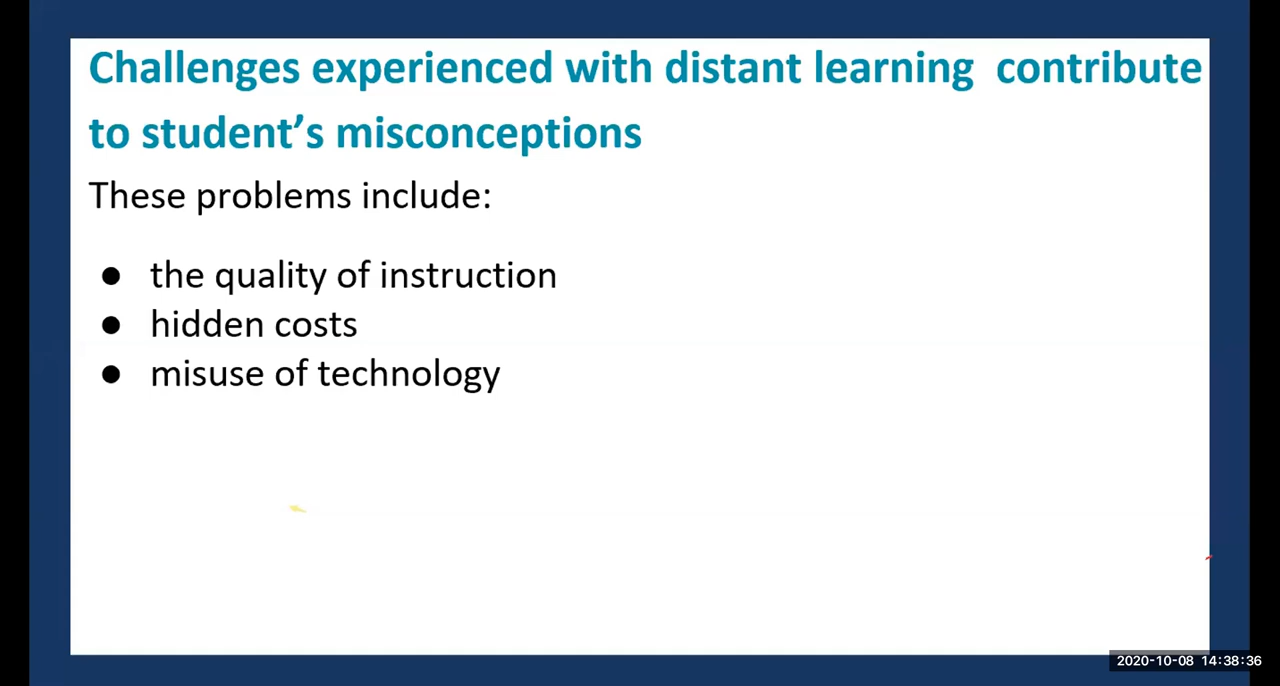 Challenges experienced with distant learning  contribute
to student’s misconceptions
These problems include:
● the quality of instruction
● hidden costs
● misuse of technology
2020-10-08 14:38:36